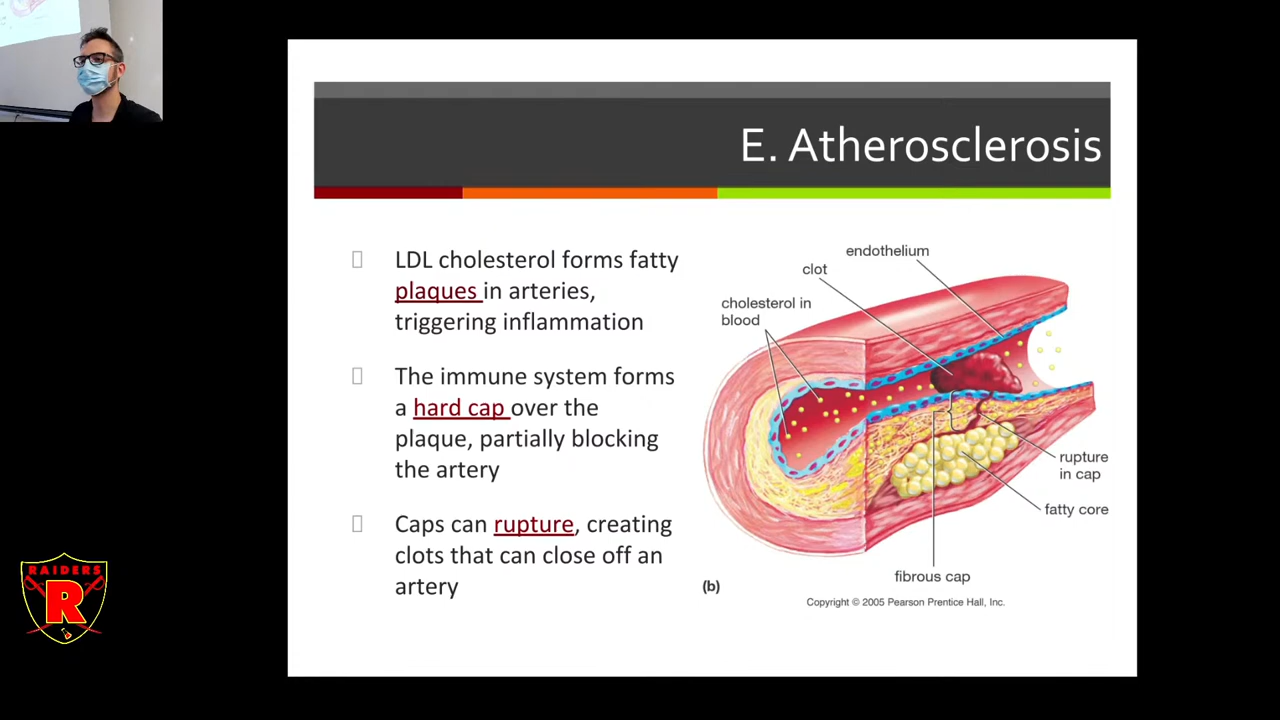 E. Atherosclerosis
LDL cholesterol forms fatty
plaques in arteries,
triggering inflammation
The immune system forms
a hard cap over the
plaque, partially blocking
the artery
Caps can rupture, creating
clots that can close off an
artery
endothelium
clot
cholesterol in
blood
rupture
in cap
fatty core
fibrous cap
(b)
Copyright © 2005 Pearson Prentice Hall, Inc.
RAIDERS
R